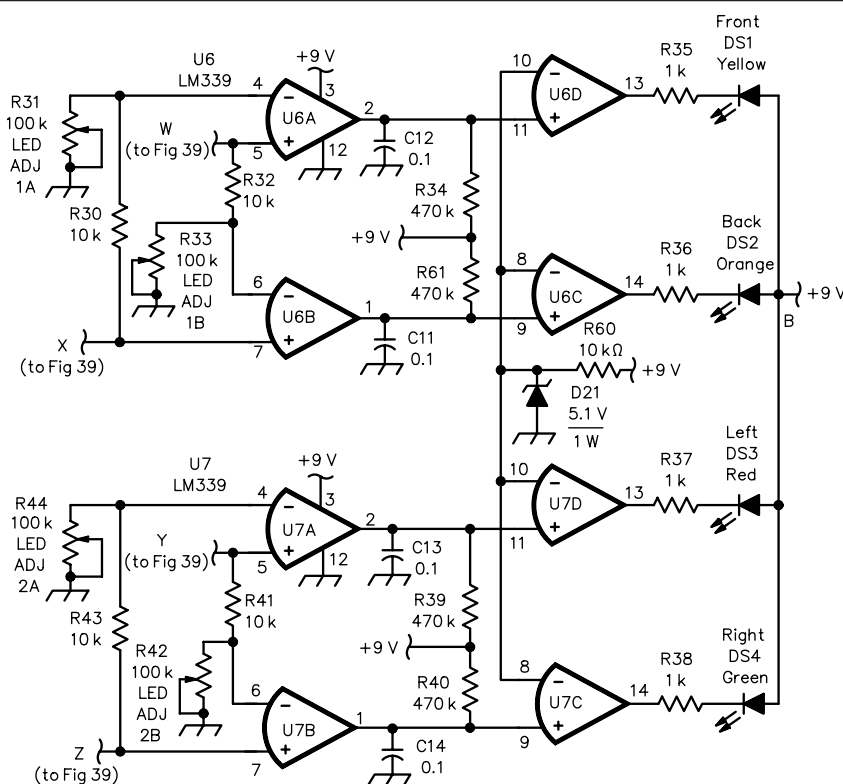 Front
DS1
Yellow
R35
1 k
U6
LM339
+9 V
3
4
−
U6A
+
5
2
12
10
−
U6D
+
11
13
R31
100 k
LED
ADJ
1A
W
(to Fig 39)
C12
0.1
R32
10 k
R34
470 k
R30
10 k
R33
100 k
LED
ADJ
1B
+9 V
Back
DS2
Orange
R36
1 k
8
−
U6C
+
9
14
+9 V
B
R61
470 k
6
−
U6B
+
7
1
C11
0.1
X
(to Fig 39)
R60
10 kΩ
+9 V
D21
5.1 V
1 W
Left
DS3
Red
R37
1 k
U7
LM339
+9 V
3
4
−
U7A
+
5
2
12
10
−
U7D
+
11
13
R44
100 k
LED
ADJ
2A
Y
(to Fig 39)
C13
0.1
R41
10 k
R39
470 k
R43
10 k
R42
100 k
LED
ADJ
2B
+9 V
Right
DS4
Green
R38
1 k
8
−
U7C
+
9
14
R40
470 k
6
−
U7B
+
7
1
C14
0.1
Z
(to Fig 39)